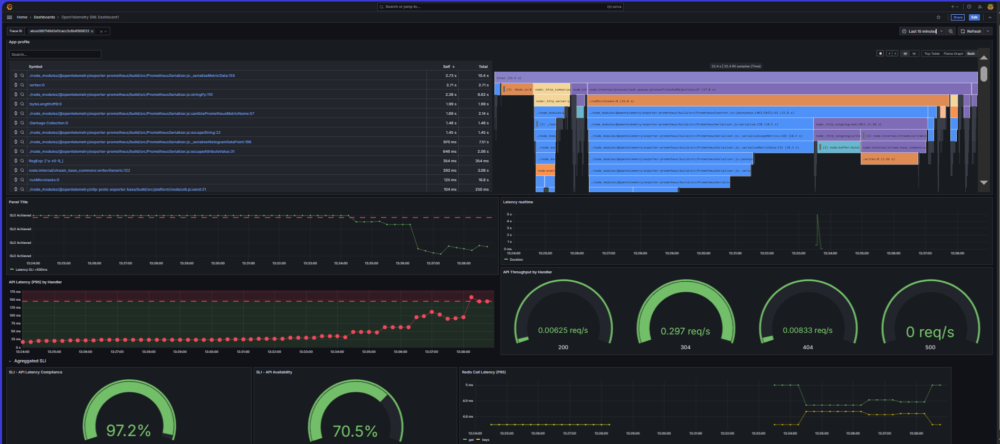 Search or jump to...
ctrl+k
Home › Dashboards › OpenTelemetry SRE Dashboard1
Share
Edit
Trace ID
Last 15 minutes
Refresh
App-profile
Search...
Top Table Flame Graph Both
Symbol Self ↓ Total
./node_modules/@opentelemetry/exporter-prometheus/build/src/PrometheusSerializer.js:_serializeMetricData:155 2.73 s 10.4 s
:writev:0 2.71 s 2.71 s
./node_modules/@opentelemetry/exporter-prometheus/build/src/PrometheusSerializer.js:stringify:110 2.38 s 6.62 s
:byteLengthUtf8:0 1.99 s 1.99 s
./node_modules/@opentelemetry/exporter-prometheus/build/src/PrometheusSerializer.js:sanitizePrometheusMetricName:57 1.69 s 2.14 s
:Garbage Collection:0 1.48 s 1.48 s
./node_modules/@opentelemetry/exporter-prometheus/build/src/PrometheusSerializer.js:escapeString:22 1.45 s 1.45 s
./node_modules/@opentelemetry/exporter-prometheus/build/src/PrometheusSerializer.js:_serializeHistogramDataPoint:196 970 ms 7.51 s
./node_modules/@opentelemetry/exporter-prometheus/build/src/PrometheusSerializer.js:escapeAttributeValue:31 646 ms 2.06 s
RegExp: [^a-z0-9_] 354 ms 354 ms
node:internal/stream_base_commons:writevGeneric:122 292 ms 3.08 s
:runMicrotasks:0 125 ms 16.8 s
./node_modules/@opentelemetry/otlp-proto-exporter-base/build/src/platform/node/util.js:send:21 104 ms 250 ms
22.4 s | 22.4 Bil samples (Time)
total (22.4 s)
(3) :Node.js:0
node:_http_common:pa
node:int
node:internal/process/task_queues:processTicksAndRejections:67 (17.8 s)
node:_http_server:p
:runMicrotasks:0 (16.8 s)
./node_modules/@
./node_modules/@opentelemetry/exporter-prometheus/build/src/PrometheusExporter.js:(anonymous:L#62:C#33):62 (15.8 s)
(5) ./nod
./node_modules/@opentelemetry/exporter-prometheus/build/src/PrometheusSerializer.js:serialize:138 (10.5 s)
node:_http_outgoing:end:1011 (5.20 s)
./node_mod
./node_modules/@opentelemetry/exporter-prometheus/build/src/PrometheusSerializer.js:_serializeScopeMetrics:148 (10.4 s)
node:_http_outgoing:write
(5) node:internal/streams/writable
./node_mo
./node_modules/@opentelemetry/exporter-prometheus/build/src/PrometheusSerializer.js:_serializeMetricData:155 (10.4 s)
(2) node:buffer:bytel
node:internal/stream_base_commons:w
./node_mo
./node_modules/@opentelemetry/exporter-prometheus/build/src/PrometheusSerializer.js:(anonym
:writev:0 (2.66 s)
node:event
./node_modules/@opentelemetry/exporter-prometheus/build/src/PrometheusSerializer.js:_seria
./node_modules/@opentelemetry/exporter-prometheus/build/src/PrometheusSerializ
Panel Title
SLO Achieved
SLO Achieved
SLO Achieved
SLO Achieved
13:24:00 13:25:00 13:26:00 13:27:00 13:28:00 13:29:00 13:30:00 13:31:00 13:32:00 13:33:00 13:34:00 13:35:00 13:36:00 13:37:00 13:38:00
Latency SLI <500ms
Latency realtime
5 s
4 s
3 s
2 s
1 s
0 ms
13:24:00 13:25:00 13:26:00 13:27:00 13:28:00 13:29:00 13:30:00 13:31:00 13:32:00 13:33:00 13:34:00 13:35:00 13:36:00 13:37:00 13:38:00
Duration
API Latency (P95) by Handler
175 ms
150 ms
125 ms
100 ms
75 ms
50 ms
25 ms
0 s
13:24:00 13:25:00 13:26:00 13:27:00 13:28:00 13:29:00 13:30:00 13:31:00 13:32:00 13:33:00 13:34:00 13:35:00 13:36:00 13:37:00 13:38:00
API Throughput by Handler
0.00625 req/s 0.297 req/s 0.00833 req/s 0 req/s
200 304 404 500
Agreggated SLI
SLI - API Latency Compliance
97.2%
SLI - API Availability
70.5%
Redis Call Latency (P95)
5 ms
4.9 ms
4.8 ms
13:24:00 13:25:00 13:26:00 13:27:00 13:28:00 13:29:00 13:30:00 13:31:00 13:32:00 13:33:00 13:34:00 13:35:00 13:36:00 13:37:00 13:38:00
get keys